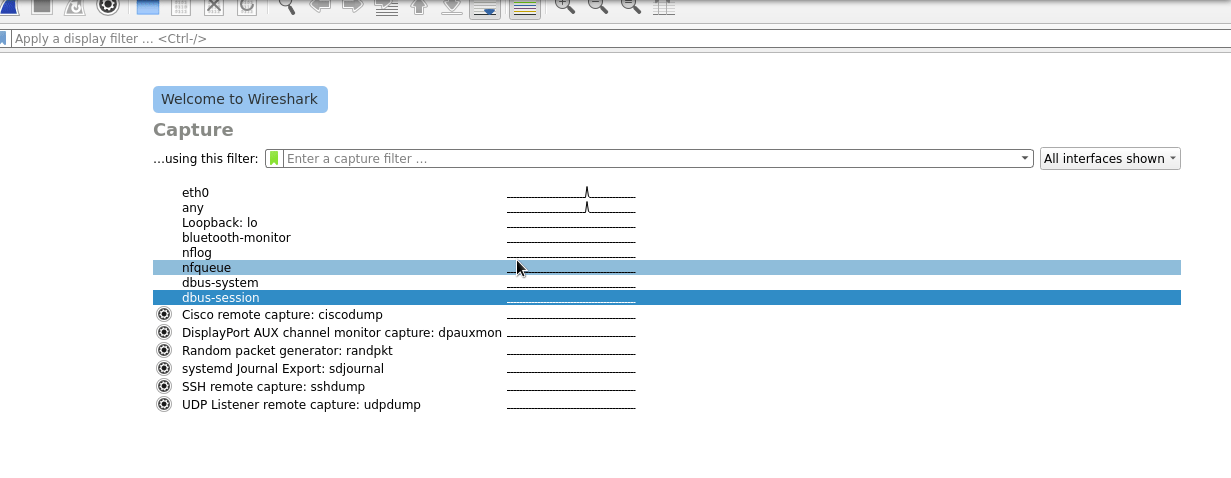 Apply a display filter ... <Ctrl-/>
Welcome to Wireshark
Capture
...using this filter: Enter a capture filter ... All interfaces shown
eth0
any
Loopback: lo
bluetooth-monitor
nflog
nfqueue
dbus-system
dbus-session
Cisco remote capture: ciscodump
DisplayPort AUX channel monitor capture: dpauxmon
Random packet generator: randpkt
systemd Journal Export: sdjournal
SSH remote capture: sshdump
UDP Listener remote capture: udpdump